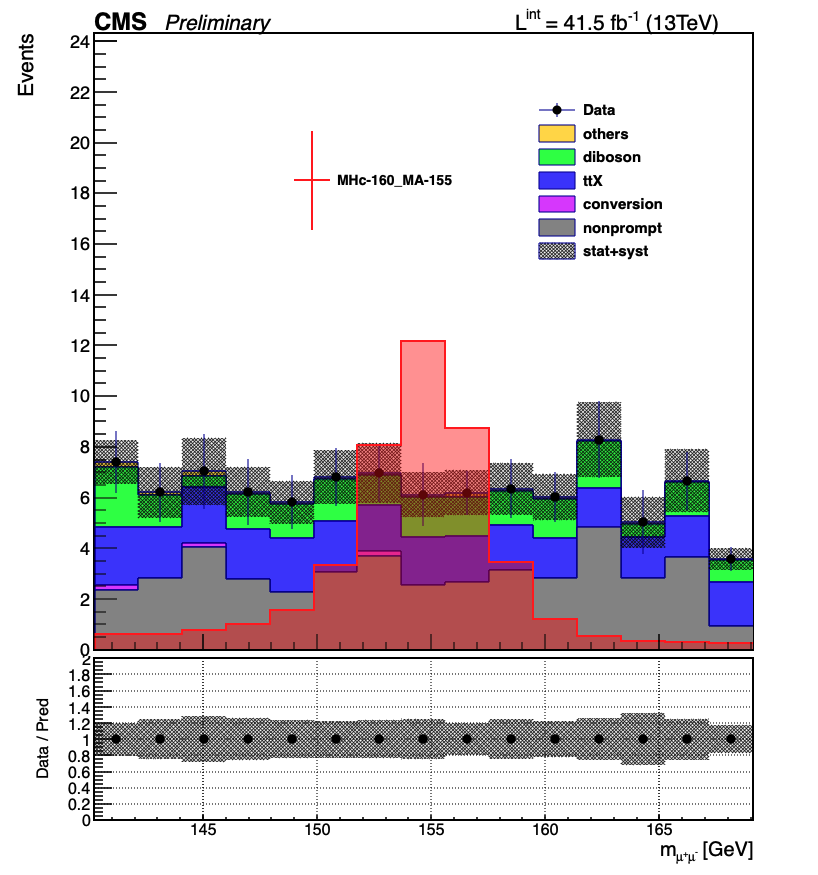 CMS Preliminary L^int = 41.5 fb^-1 (13TeV)
Events
24
22
20
18
16
14
12
10
8
6
4
2
0
MHc-160_MA-155
Data
others
diboson
ttX
conversion
nonprompt
stat+syst
Data / Pred
2
1.8
1.6
1.4
1.2
1
0.8
0.6
0.4
0.2
0
145 150 155 160 165
m_μ+μ- [GeV]